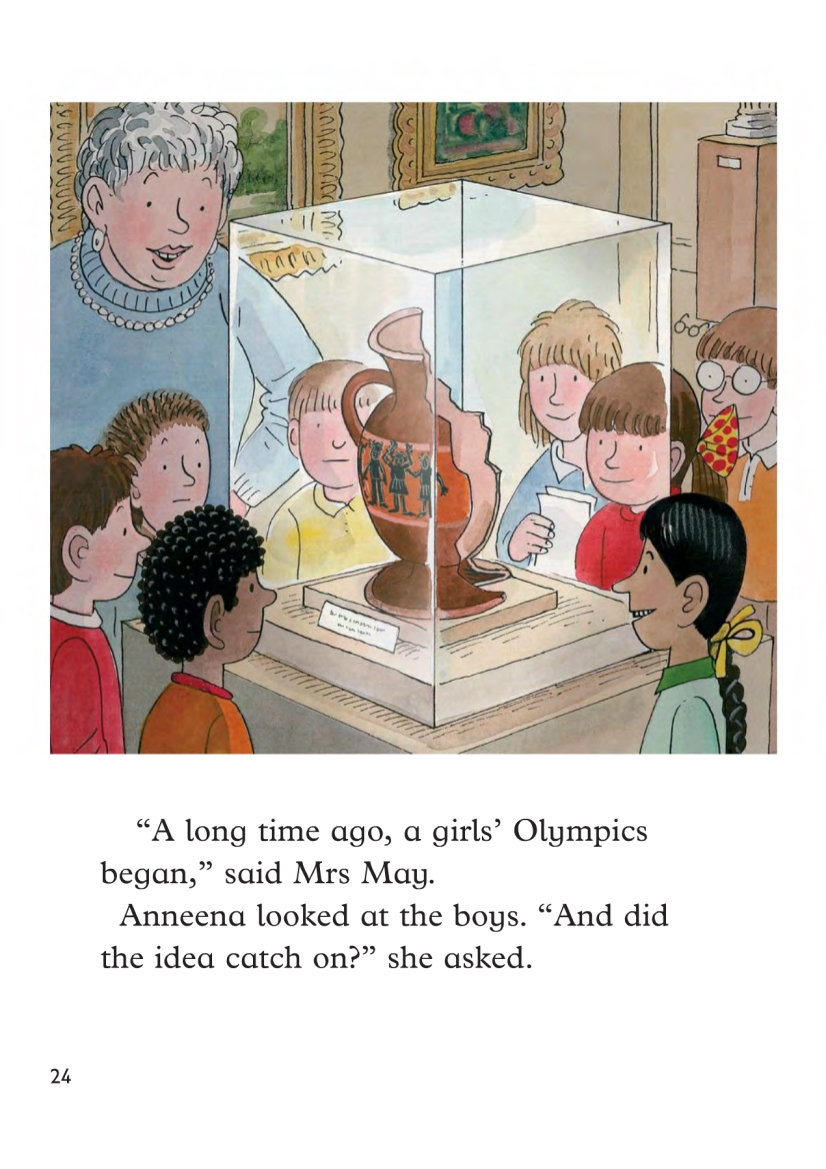 “A long time ago, a girls’ Olympics
began,” said Mrs May.
Anneena looked at the boys. “And did
the idea catch on?” she asked.
24